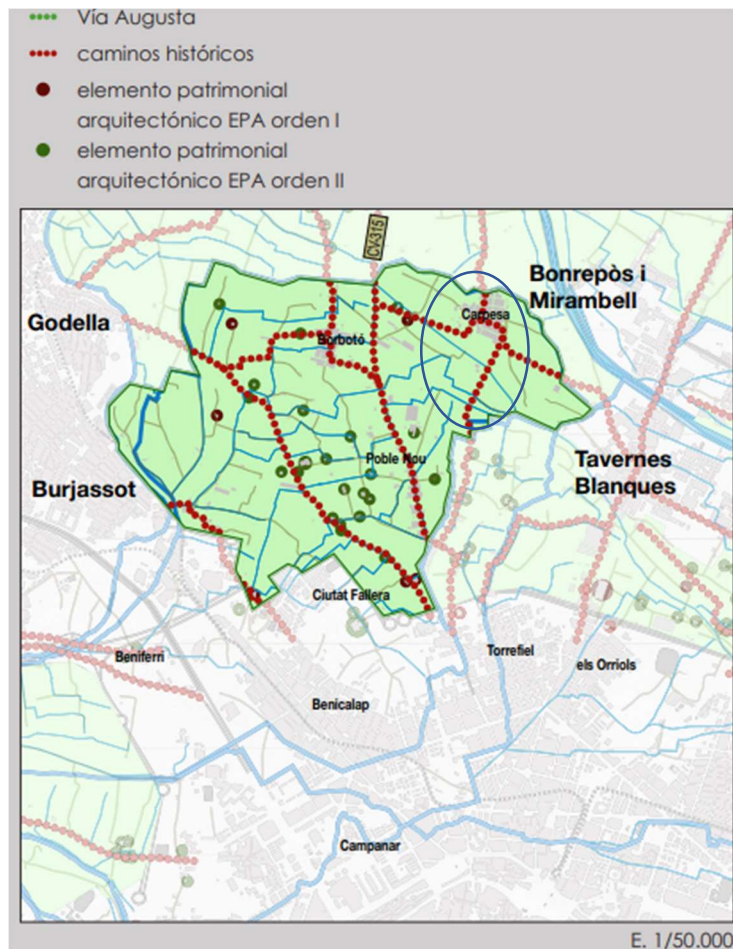 Vía Augusta
caminos históricos
elemento patrimonial
arquitectónico EPA orden I
elemento patrimonial
arquitectónico EPA orden II
CV-315
Bonrepòs i
Mirambell
Godella
Carpesa
Borbotó
Burjassot
Poble Nou
Tavernes
Blanques
Ciutat Fallera
Beniferri
Torrefiel
els Orriols
Benicalap
Campanar
E. 1/50.000